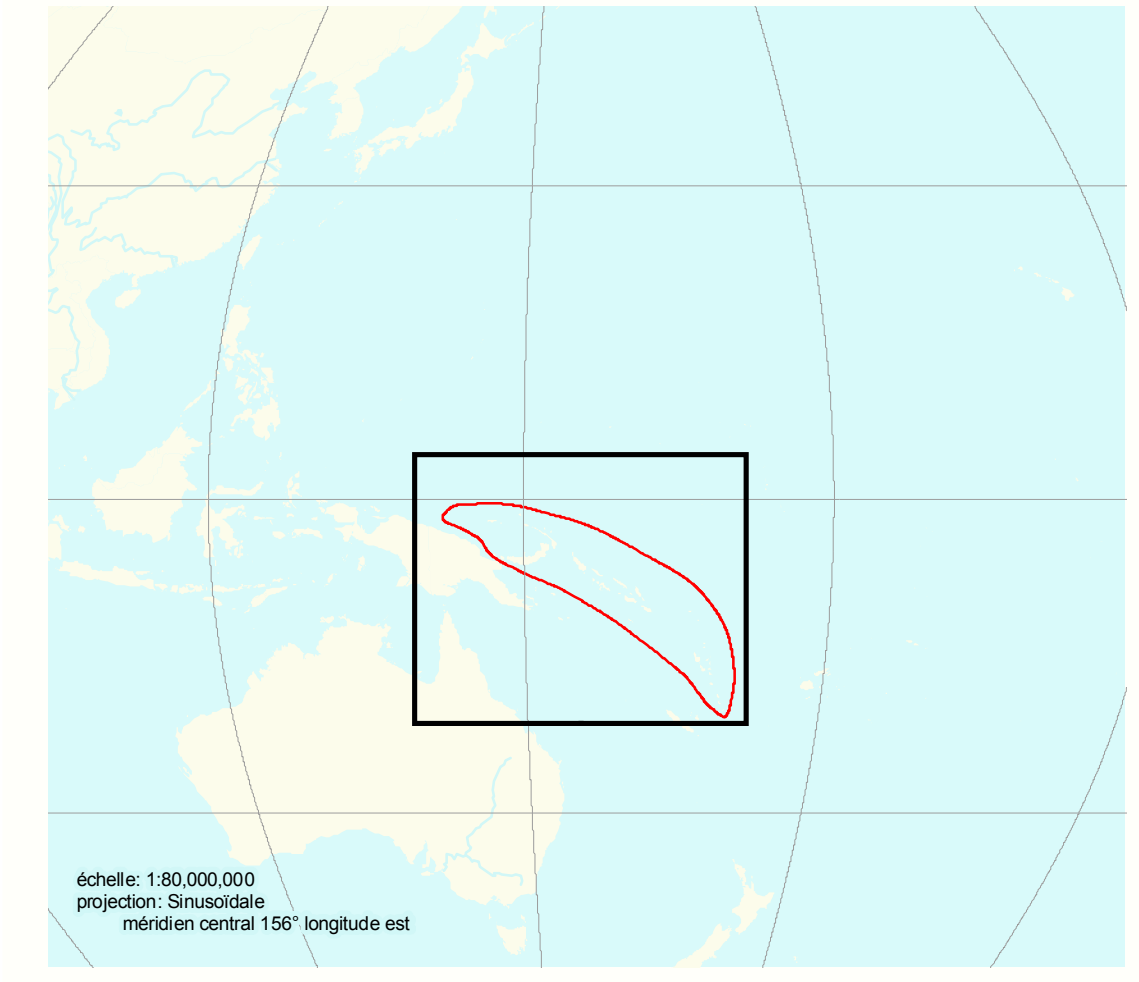 échelle: 1:80,000,000
projection: Sinusoïdale
méridien central 156° longitude est